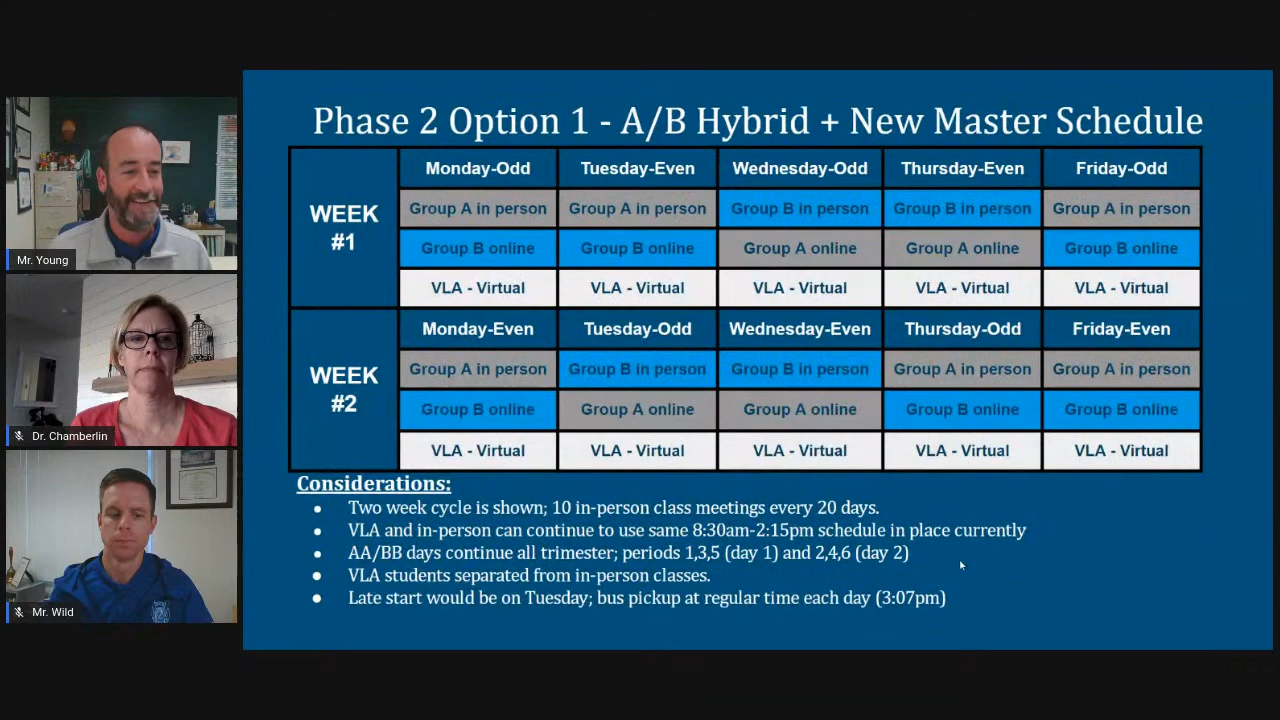 Phase 2 Option 1 - A/B Hybrid + New Master Schedule
WEEK #1
Monday-Odd Tuesday-Even Wednesday-Odd Thursday-Even Friday-Odd
Group A in person Group A in person Group B in person Group B in person Group A in person
Group B online Group B online Group A online Group A online Group B online
VLA - Virtual VLA - Virtual VLA - Virtual VLA - Virtual VLA - Virtual
WEEK #2
Monday-Even Tuesday-Odd Wednesday-Even Thursday-Odd Friday-Even
Group A in person Group B in person Group B in person Group A in person Group A in person
Group B online Group A online Group A online Group B online Group B online
VLA - Virtual VLA - Virtual VLA - Virtual VLA - Virtual VLA - Virtual
Considerations:
● Two week cycle is shown; 10 in-person class meetings every 20 days.
● VLA and in-person can continue to use same 8:30am-2:15pm schedule in place currently
● AA/BB days continue all trimester; periods 1,3,5 (day 1) and 2,4,6 (day 2)
● VLA students separated from in-person classes.
● Late start would be on Tuesday; bus pickup at regular time each day (3:07pm)
Mr. Young
Dr. Chamberlin
Mr. Wild